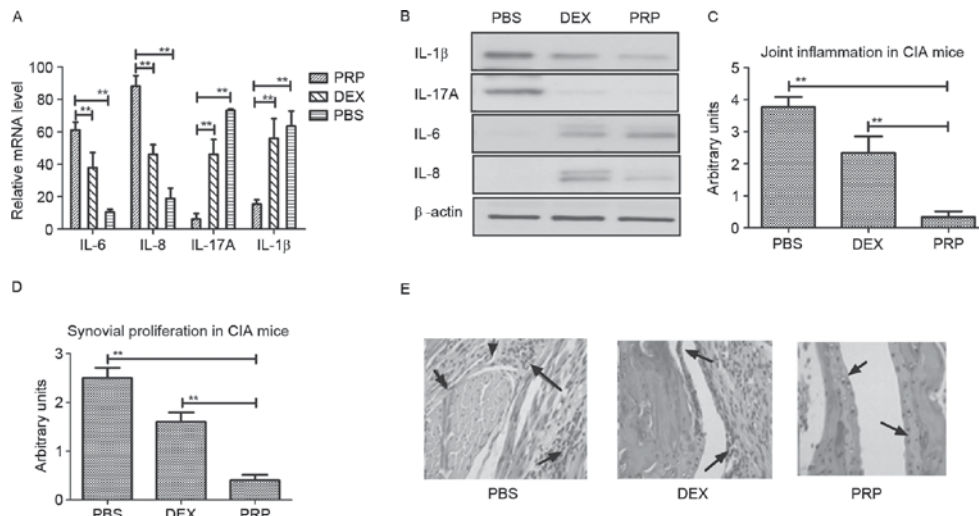 A
Relative mRNA level
100
80
60
40
20
0
** ** ** ** ** ** ** **
IL-6 IL-8 IL-17A IL-1β
PRP
DEX
PBS
B
PBS DEX PRP
IL-1β
IL-17A
IL-6
IL-8
β -actin
C
Joint inflammation in CIA mice
Arbitrary units
5
4
3
2
1
0
**
**
PBS DEX PRP
D
Synovial proliferation in CIA mice
Arbitrary units
3
2
1
0
**
**
PBS DEX PRP
E
PBS DEX PRP